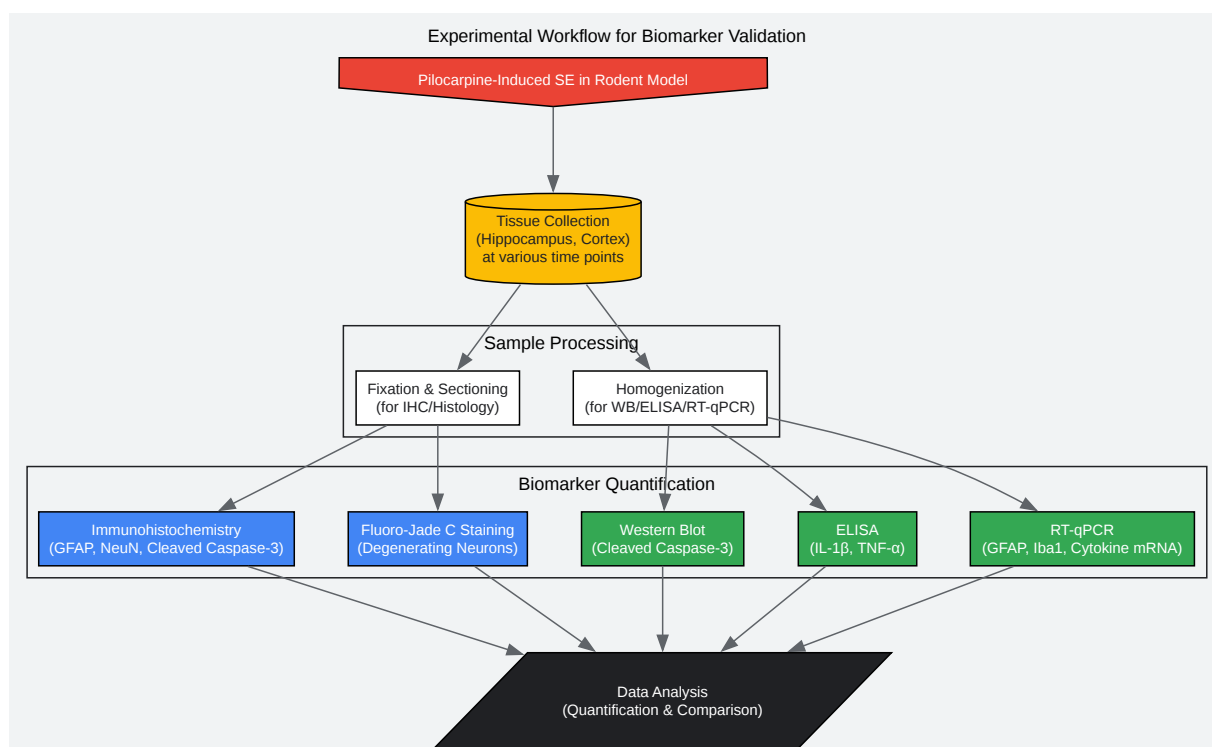 Experimental Workflow for Biomarker Validation
Pilocarpine-Induced SE in Rodent Model
Tissue Collection
(Hippocampus, Cortex)
at various time points
Sample Processing
Fixation & Sectioning
(for IHC/Histology)
Homogenization
(for WB/ELISA/RT-qPCR)
Biomarker Quantification
Immunohistochemistry
(GFAP, NeuN, Cleaved Caspase-3)
Fluoro-Jade C Staining
(Degenerating Neurons)
Western Blot
(Cleaved Caspase-3)
ELISA
(IL-1β, TNF-α)
RT-qPCR
(GFAP, Iba1, Cytokine mRNA)
Data Analysis
(Quantification & Comparison)